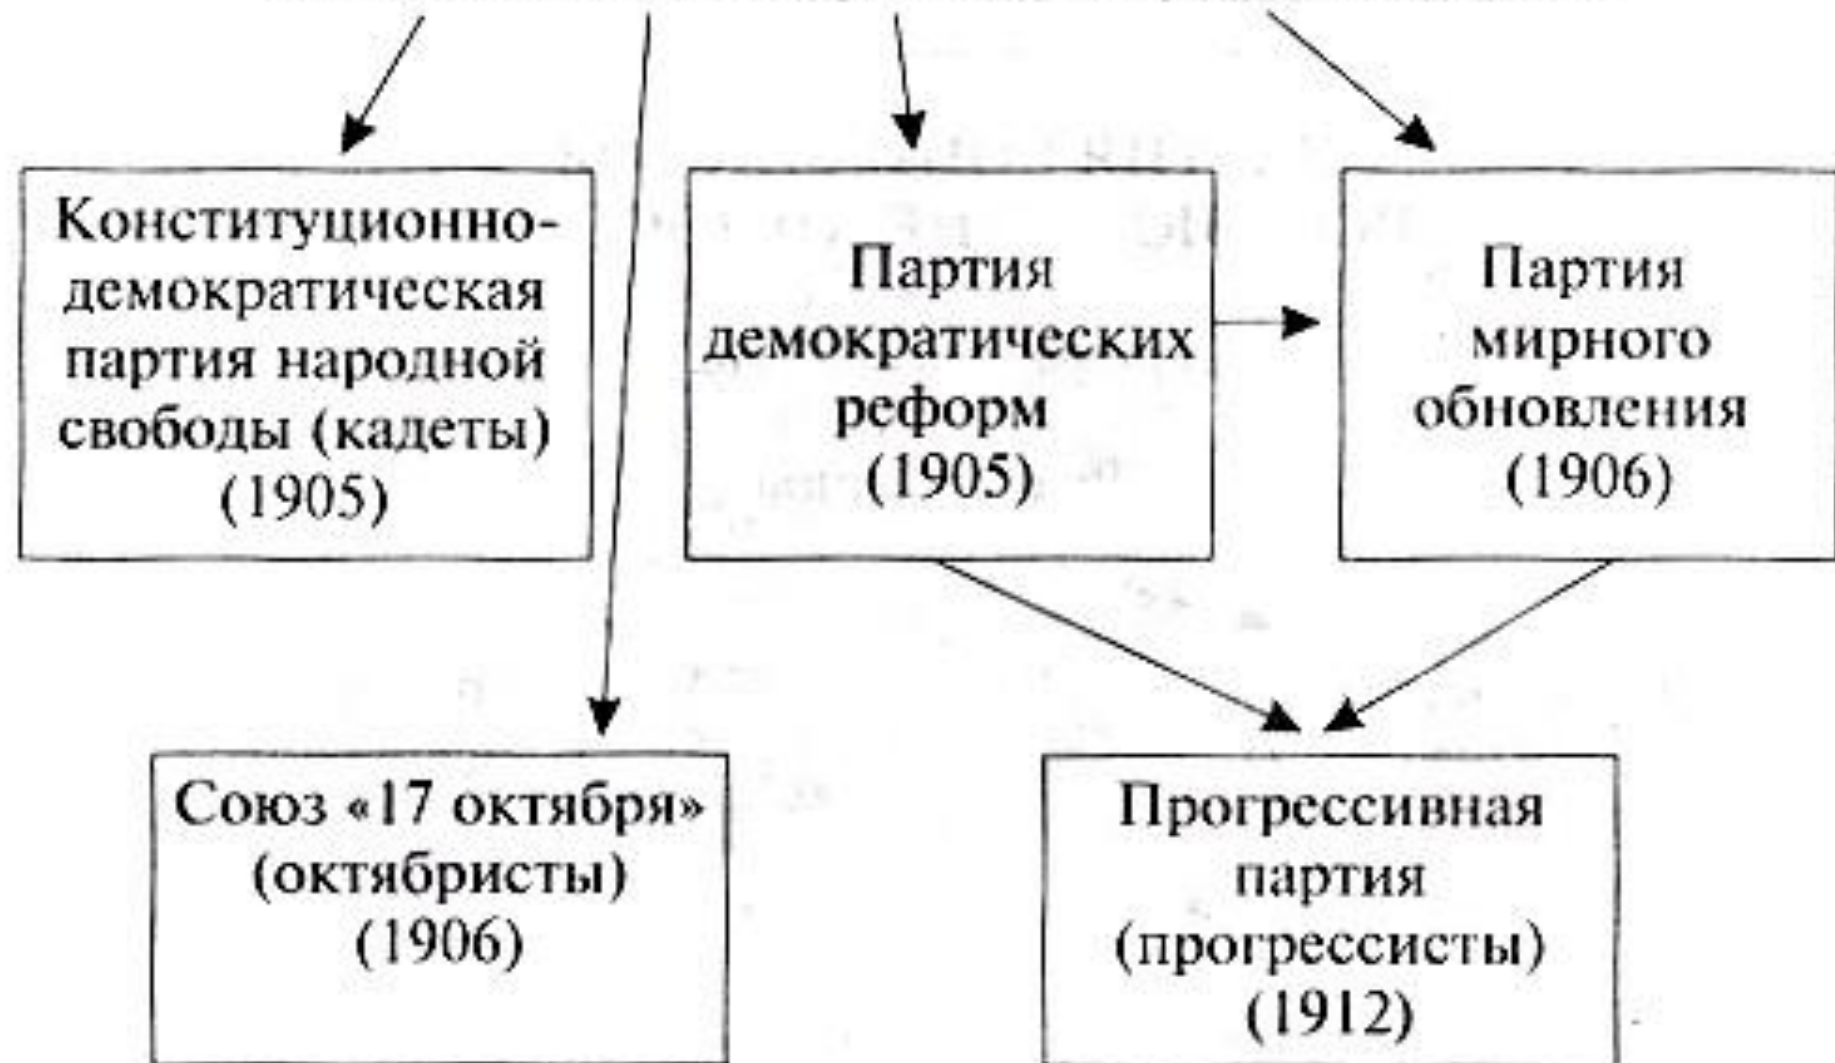 Конституционно-
демократическая
партия народной
свободы (кадеты)
(1905)
Партия
демократических
реформ
(1905)
Партия
мирного
обновления
(1906)
Союз «17 октября»
(октябристы)
(1906)
Прогрессивная
партия
(прогрессисты)
(1912)